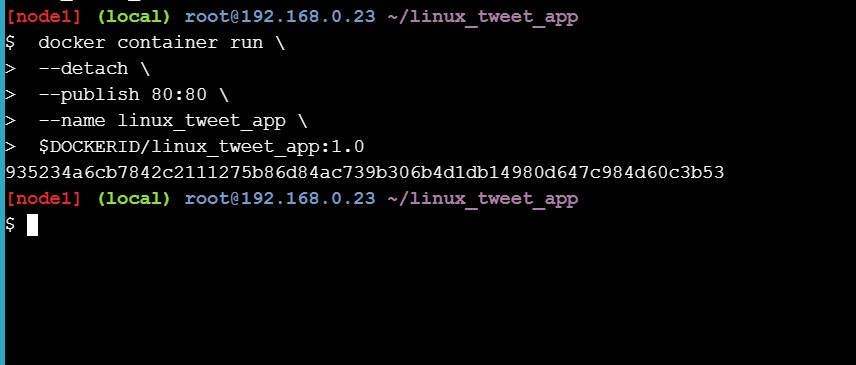 [node1] (local) root@192.168.0.23 ~/linux_tweet_app
$  docker container run \
>  --detach \
>  --publish 80:80 \
>  --name linux_tweet_app \
>  $DOCKERID/linux_tweet_app:1.0
935234a6cb7842c2111275b86d84ac739b306b4d1db14980d647c984d60c3b53
[node1] (local) root@192.168.0.23 ~/linux_tweet_app
$